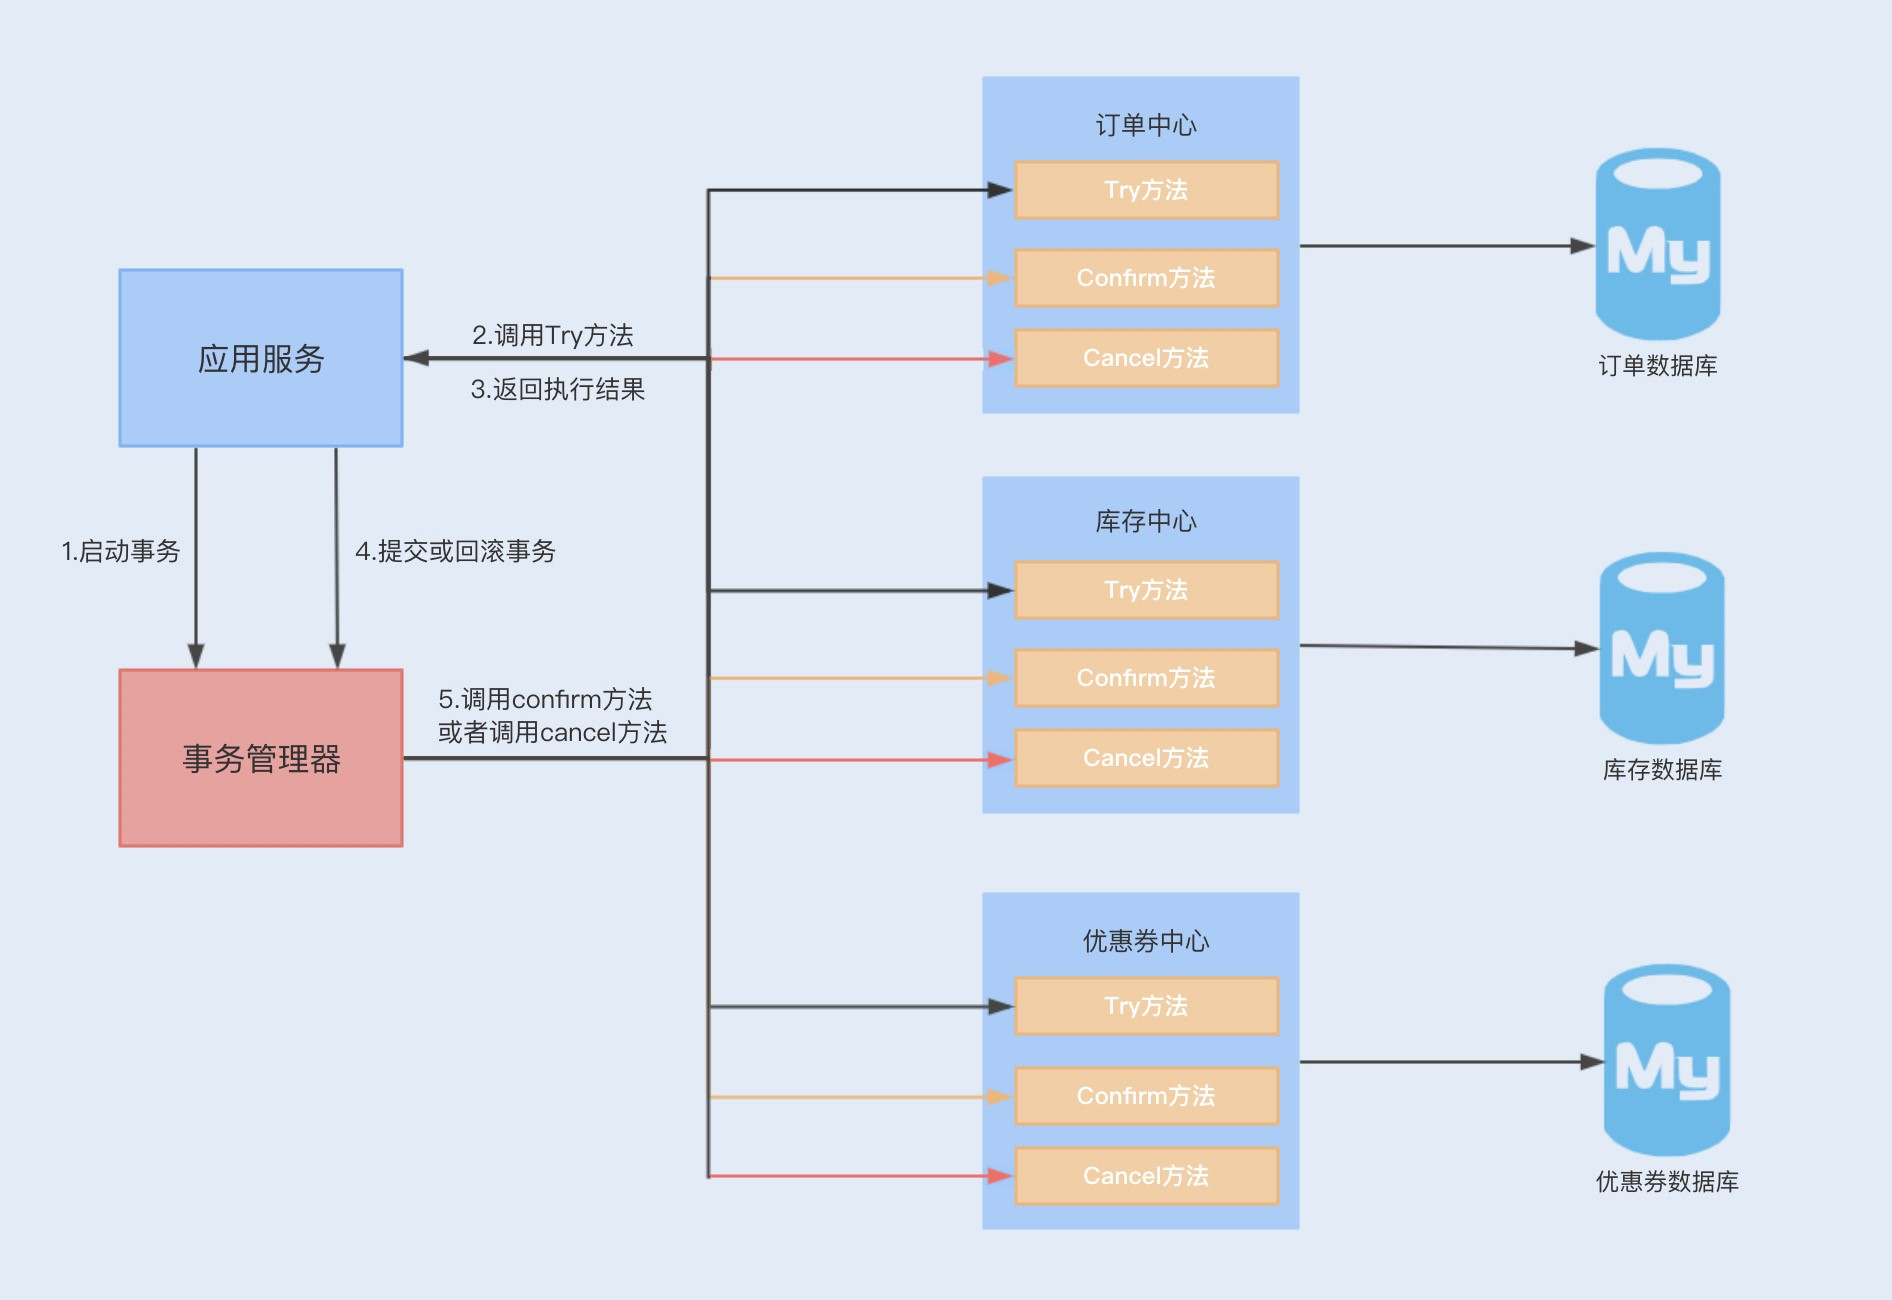 订单中心
Try方法
Confirm方法
Cancel方法
My
订单数据库
应用服务
2.调用Try方法
3.返回执行结果
1.启动事务
4.提交或回滚事务
库存中心
Try方法
Confirm方法
Cancel方法
My
库存数据库
事务管理器
5.调用confirm方法
或者调用cancel方法
优惠券中心
Try方法
Confirm方法
Cancel方法
My
优惠券数据库